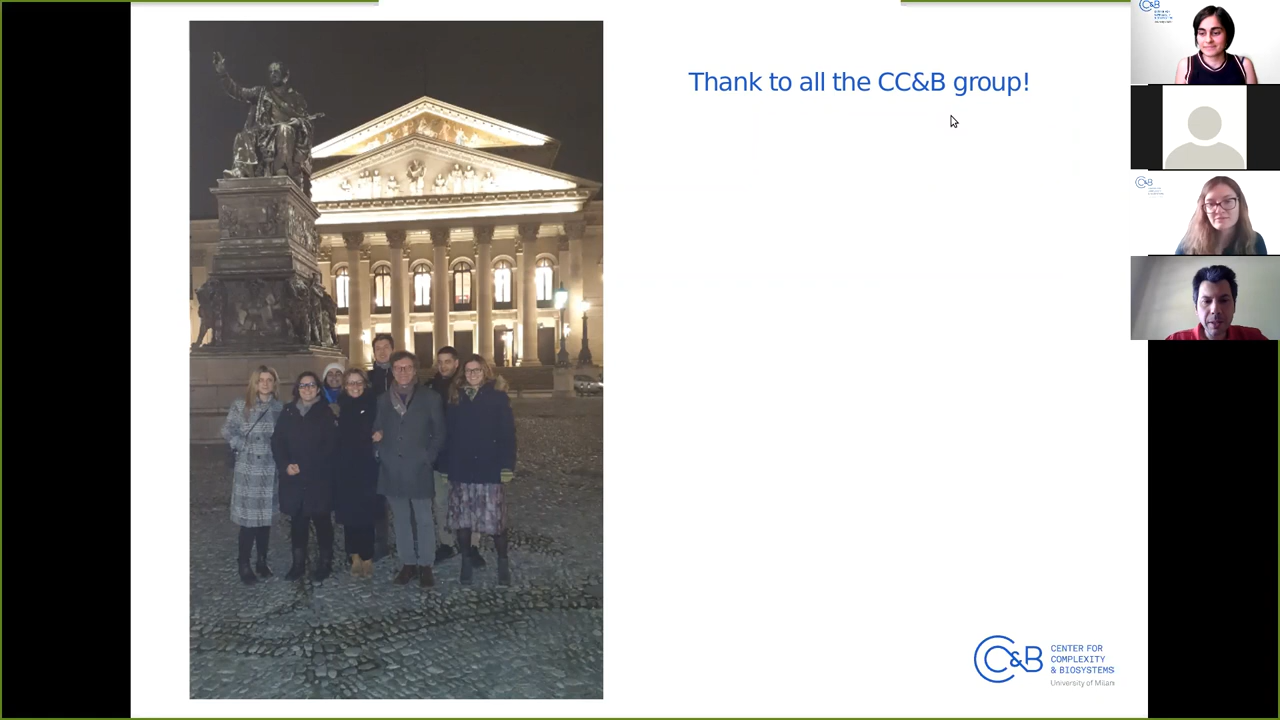 Thank to all the CC&B group!
C&B
CENTER FOR
COMPLEXITY
& BIOSYSTEMS
University of Milan
C&B
C&B